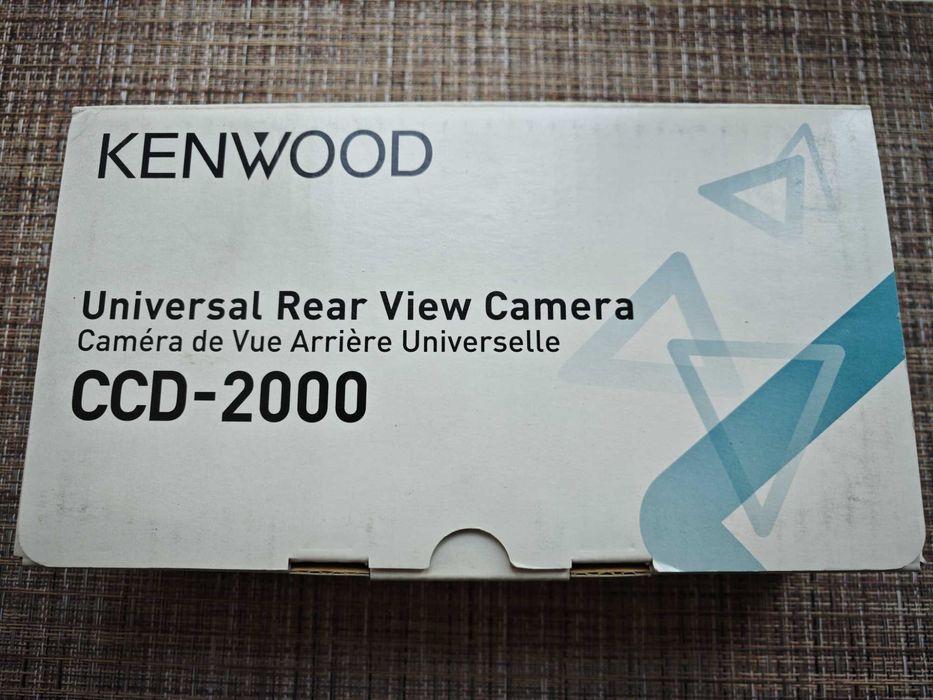 KENWOOD
Universal Rear View Camera
Caméra de Vue Arrière Universelle
CCD-2000